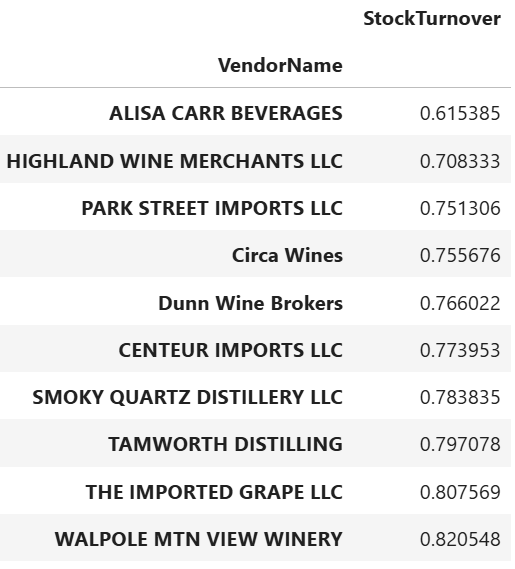 StockTurnover
VendorName
ALISA CARR BEVERAGES 0.615385
HIGHLAND WINE MERCHANTS LLC 0.708333
PARK STREET IMPORTS LLC 0.751306
Circa Wines 0.755676
Dunn Wine Brokers 0.766022
CENTEUR IMPORTS LLC 0.773953
SMOKY QUARTZ DISTILLERY LLC 0.783835
TAMWORTH DISTILLING 0.797078
THE IMPORTED GRAPE LLC 0.807569
WALPOLE MTN VIEW WINERY 0.820548